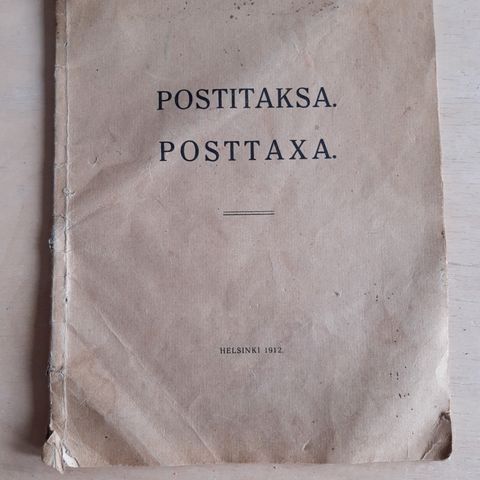 POSTITAKSA.
POSTTAXA.
HELSINKI 1912.